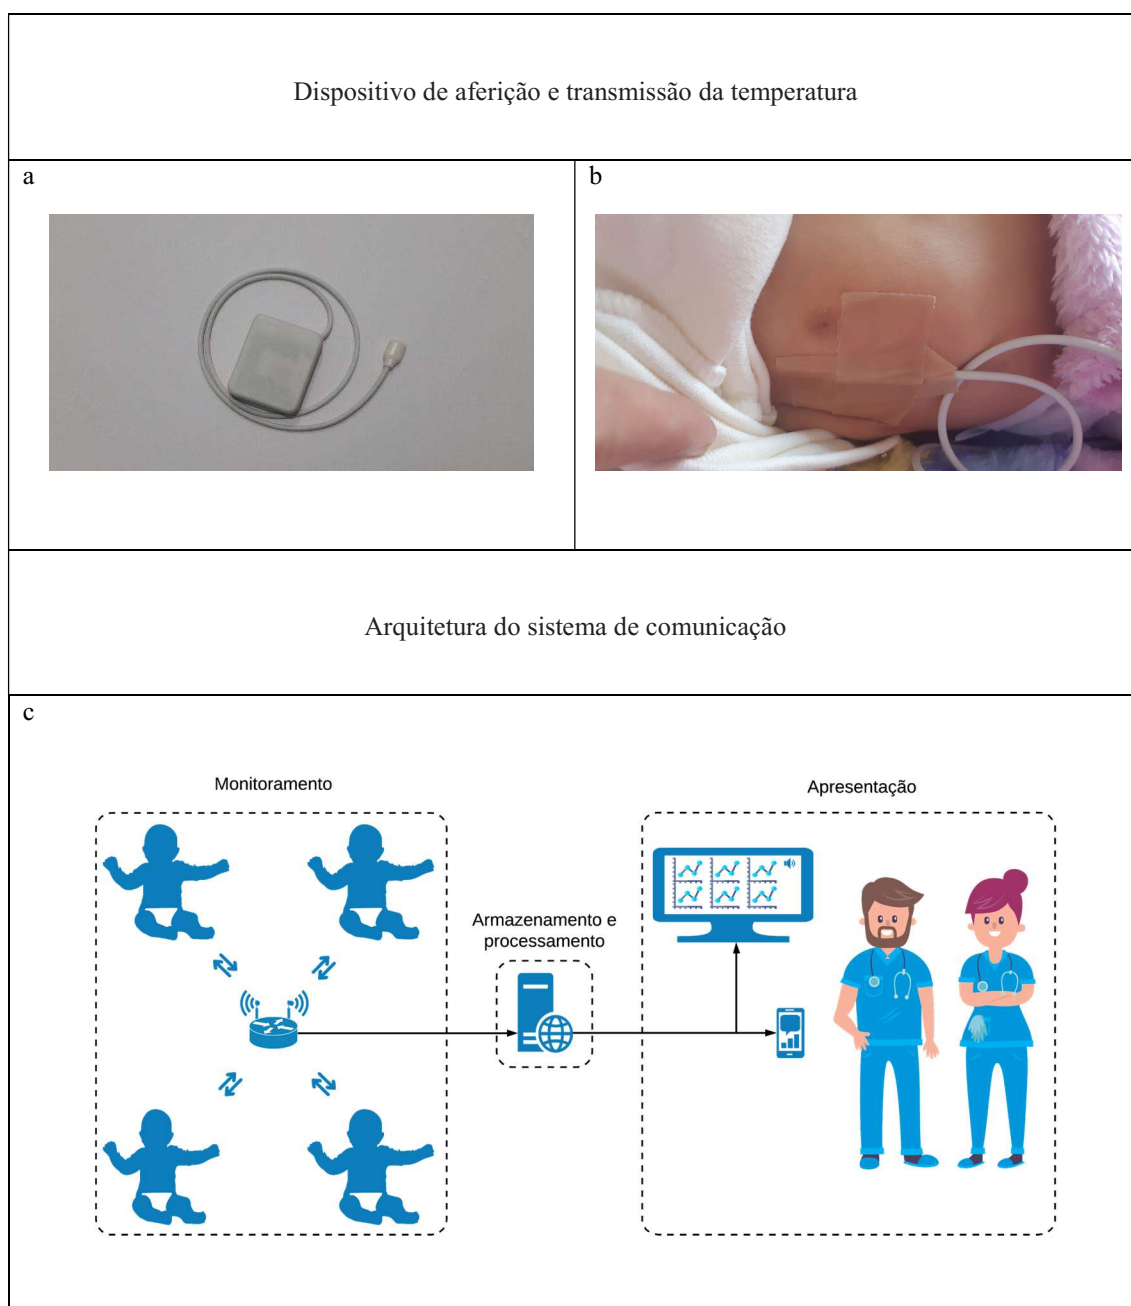 Dispositivo de aferição e transmissão da temperatura
a
b
Arquitetura do sistema de comunicação
c
Monitoramento
Apresentação
Armazenamento e
processamento